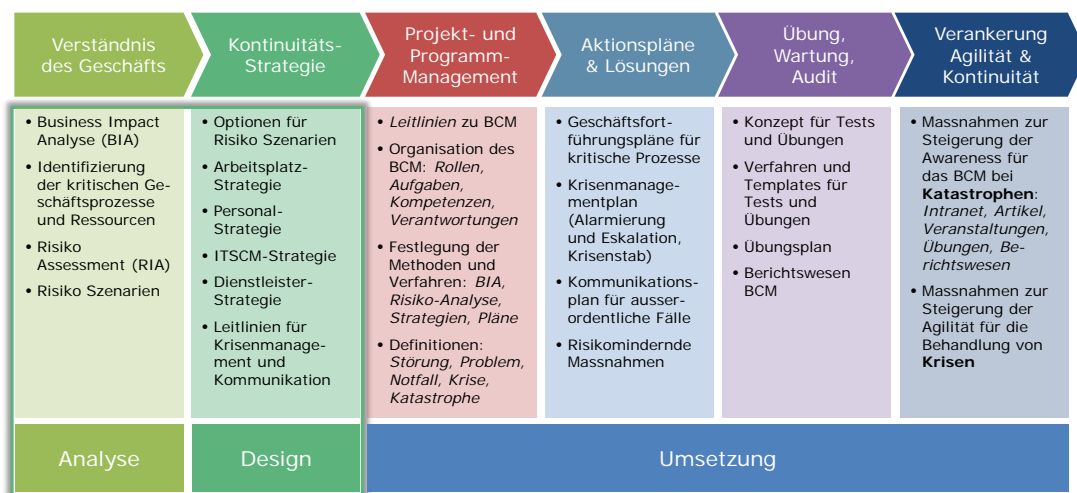 Verständnis
des Geschäfts
Kontinuitäts-
Strategie
Projekt- und
Programm-
Management
Aktionspläne
& Lösungen
Übung,
Wartung,
Audit
Verankerung
Agilität &
Kontinuität
• Business Impact
Analyse (BIA)
• Identifizierung
der kritischen Ge-
schäftsprozesse
und Ressourcen
• Risiko
Assessment (RIA)
• Risiko Szenarien
• Optionen für
Risiko Szenarien
• Arbeitsplatz-
Strategie
• Personal-
Strategie
• ITSCM-Strategie
• Dienstleister-
Strategie
• Leitlinien für
Krisenmanage-
ment und
Kommunikation
• Leitlinien zu BCM
• Organisation des
BCM: Rollen,
Aufgaben,
Kompetenzen,
Verantwortungen
• Festlegung der
Methoden und
Verfahren: BIA,
Risiko-Analyse,
Strategien, Pläne
• Definitionen:
Störung, Problem,
Notfall, Krise,
Katastrophe
• Geschäftsfort-
führungspläne für
kritische Prozesse
• Krisenmanage-
mentplan
(Alarmierung
und Eskalation,
Krisenstab)
• Kommunikations-
plan für ausser-
ordentliche Fälle
• Risikomindernde
Massnahmen
• Konzept für Tests
und Übungen
• Verfahren und
Templates für
Tests und
Übungen
• Übungsplan
• Berichtswesen
BCM
• Massnahmen zur
Steigerung der
Awareness für
das BCM bei
Katastrophen:
Intranet, Artikel,
Veranstaltungen,
Übungen, Be-
richtswesen
• Massnahmen zur
Steigerung der
Agilität für die
Behandlung von
Krisen
Analyse
Design
Umsetzung